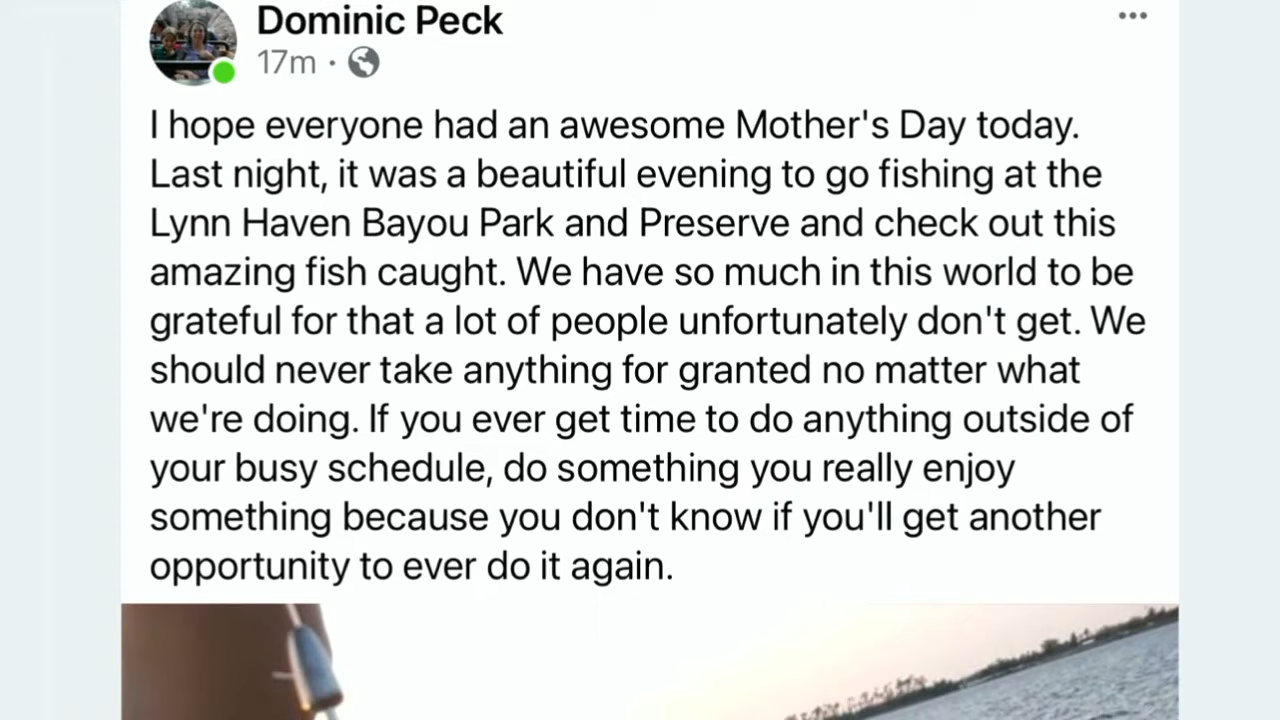 Dominic Peck
17m ·
I hope everyone had an awesome Mother's Day today.
Last night, it was a beautiful evening to go fishing at the
Lynn Haven Bayou Park and Preserve and check out this
amazing fish caught. We have so much in this world to be
grateful for that a lot of people unfortunately don't get. We
should never take anything for granted no matter what
we're doing. If you ever get time to do anything outside of
your busy schedule, do something you really enjoy
something because you don't know if you'll get another
opportunity to ever do it again.